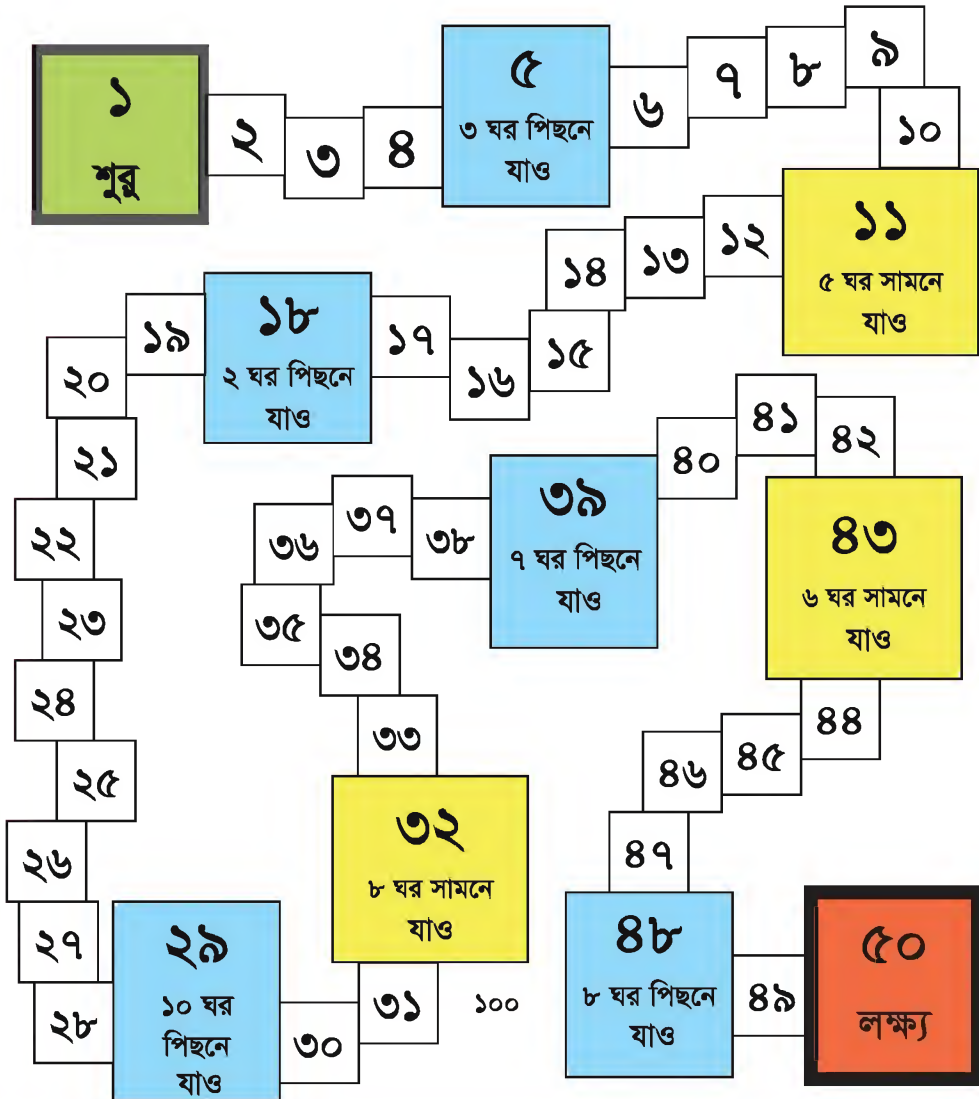 ১
শুরু
২
৩
৪
৫
৩ ঘর পিছনে
যাও
৬
৭
৮
৯
১০
১১
৫ ঘর সামনে
যাও
১২
১৩
১৪
১৫
১৬
১৭
১৮
২ ঘর পিছনে
যাও
১৯
২০
২১
২২
২৩
২৪
২৫
২৬
২৭
২৮
২৯
১০ ঘর
পিছনে
যাও
৩০
৩১
১০০
৩২
৮ ঘর সামনে
যাও
৩৩
৩৪
৩৫
৩৬
৩৭
৩৮
৩৯
৭ ঘর পিছনে
যাও
৪০
৪১
৪২
৪৩
৬ ঘর সামনে
যাও
৪৪
৪৫
৪৬
৪৭
৪৮
৮ ঘর পিছনে
যাও
৪৯
৫০
লক্ষ্য